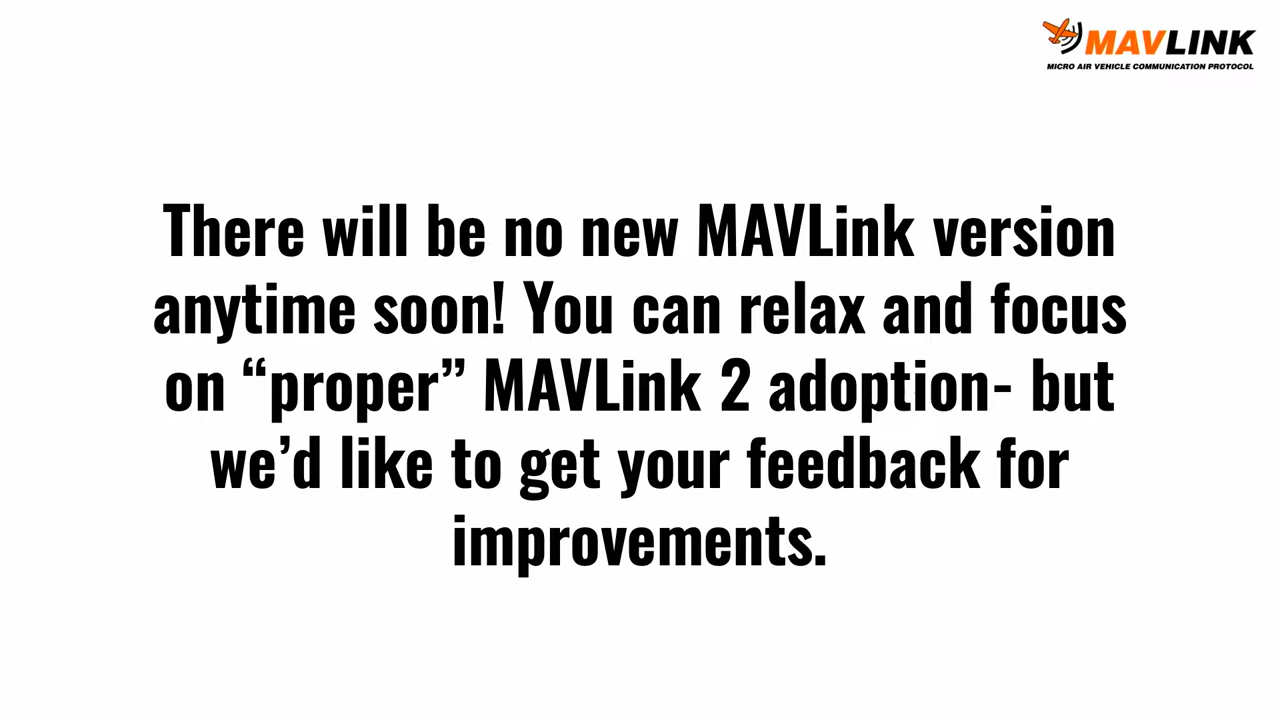 MAVLINK
MICRO AIR VEHICLE COMMUNICATION PROTOCOL
There will be no new MAVLink version
anytime soon! You can relax and focus
on “proper” MAVLink 2 adoption- but
we’d like to get your feedback for
improvements.